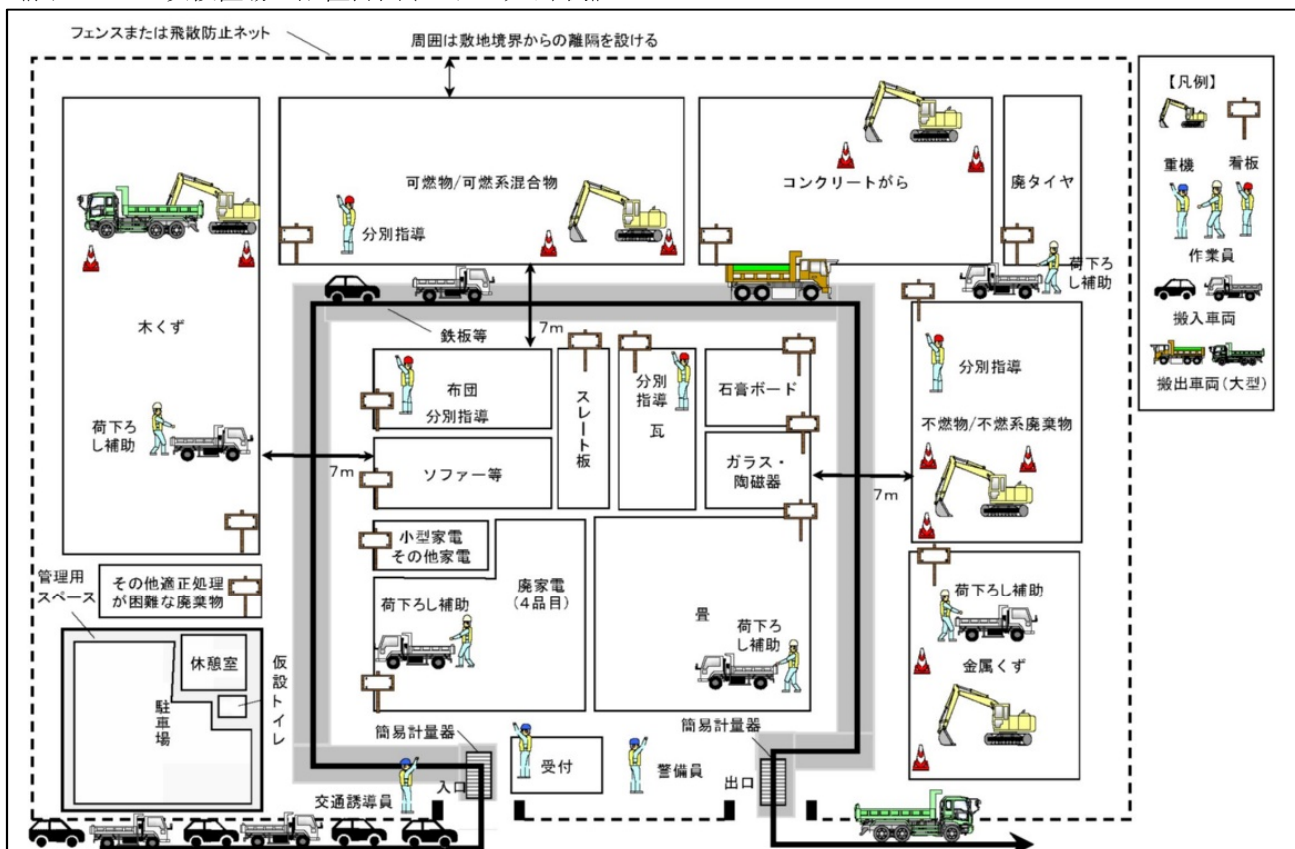 フェンスまたは飛散防止ネット
周囲は敷地境界からの離隔を設ける
【凡例】
重機
看板
作業員
搬入車両
搬出車両(大型)
可燃物/可燃系混合物
分別指導
コンクリートがら
廃タイヤ
荷下ろ
し補助
木くず
鉄板等
7m
布団
分別指導
スレート板
分別
指導
瓦
石膏ボード
分別指導
不燃物/不燃系廃棄物
荷下ろ
し補助
7m
ソファー等
ガラス・
陶磁器
7m
小型家電
その他家電
廃家電
(4品目)
管理用
スペース
その他適正処理
が困難な廃棄物
荷下ろし補助
畳
荷下ろ
し補助
荷下ろし補助
金属くず
休憩室
仮設トイレ
駐車場
簡易計量器
簡易計量器
受付
警備員
入口
出口
交通誘導員